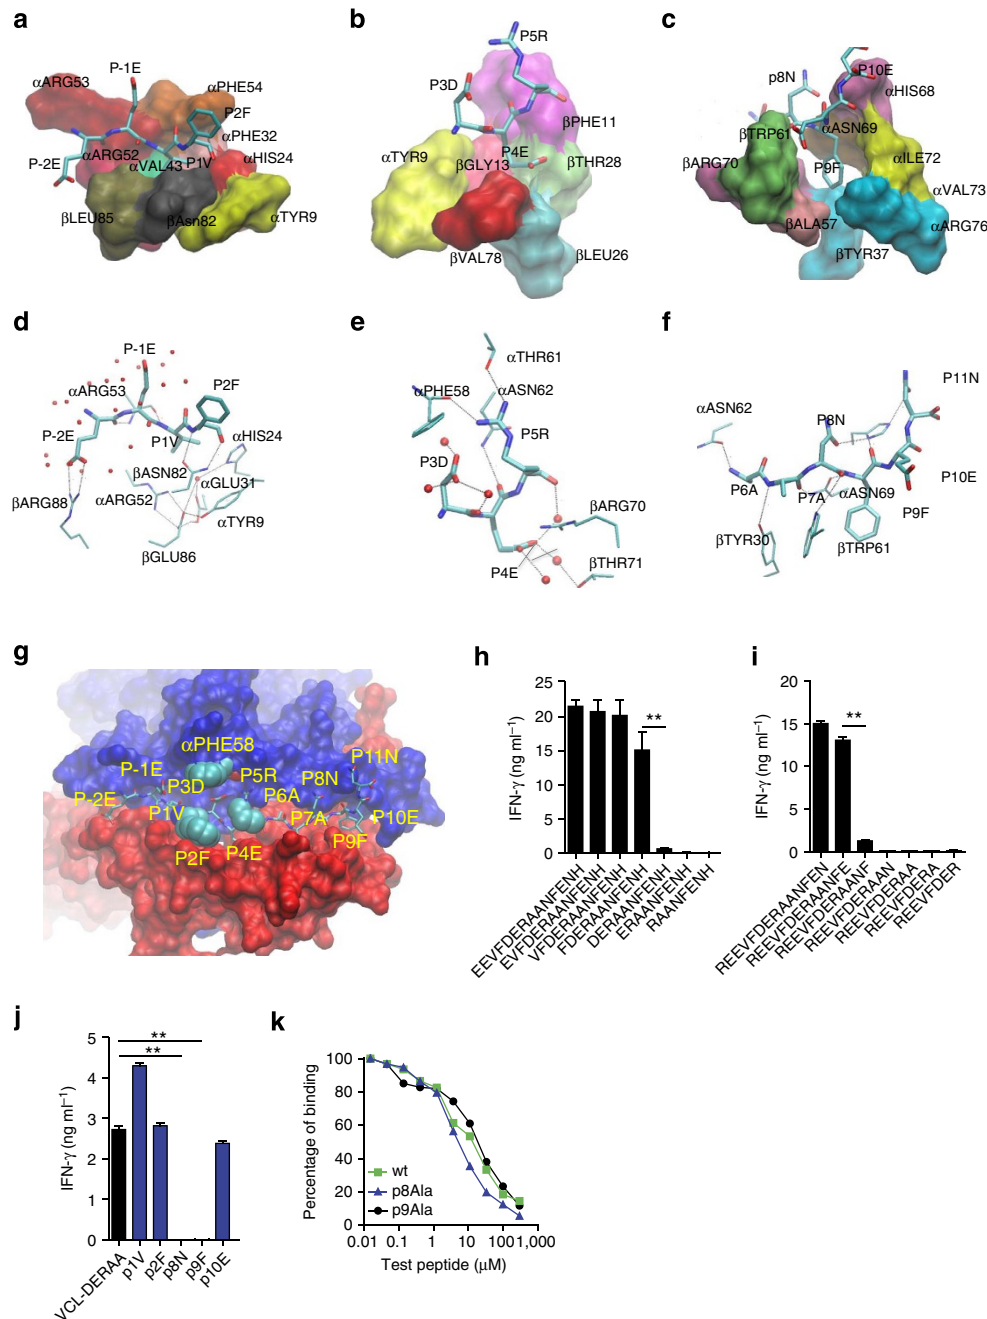 a
P-1E
αARG53
αPHE54
P2F
αPHE32
αARG52
αVAL43
P1V
αHIS24
P-2E
βLEU85
βAsn82
αTYR9
b
P5R
P3D
βPHE11
P4E
αTYR9
βGLY13
βTHR28
βVAL78
βLEU26
c
p8N
P10E
αHIS68
βTRP61
αASN69
βARG70
P9F
αILE72
αVAL73
βALA57
αARG76
βTYR37
d
P-1E
αARG53
P2F
P-2E
P1V
αHIS24
βASN82
αGLU31
βARG88
αARG52
αTYR9
βGLU86
e
αTHR61
αPHE58
αASN62
P5R
P3D
βARG70
P4E
βTHR71
f
P11N
αASN62
P8N
P6A
P7A
αASN69
P10E
P9F
βTYR30
βTRP61
g
αPHE58
P11N
P-1E
P3D
P5R
P8N
P-2E
P6A
P1V
P7A
P10E
P2F
P4E
P9F
h
IFN-γ (ng ml−1)
25
20
15
10
5
0
**
EEVFDERAANFENH
EVFDERAANFENH
VFDERAANFENH
FDERAANFENH
DERAANFENH
ERAANFENH
RAANFENH
i
IFN-γ (ng ml−1)
20
15
10
5
0
**
REEVFDERAANFEN
REEVFDERAANFE
REEVFDERAANF
REEVFDERAAN
REEVFDERAA
REEVFDERA
REEVFDER
j
IFN-γ (ng ml−1)
5
4
3
2
1
0
**
**
VCL-DERAA
p1V
p2F
p8N
p9F
p10E
k
Percentage of binding
100
80
60
40
20
0
wt
p8Ala
p9Ala
0.01 0.1 1 10 100 1,000
Test peptide (μM)